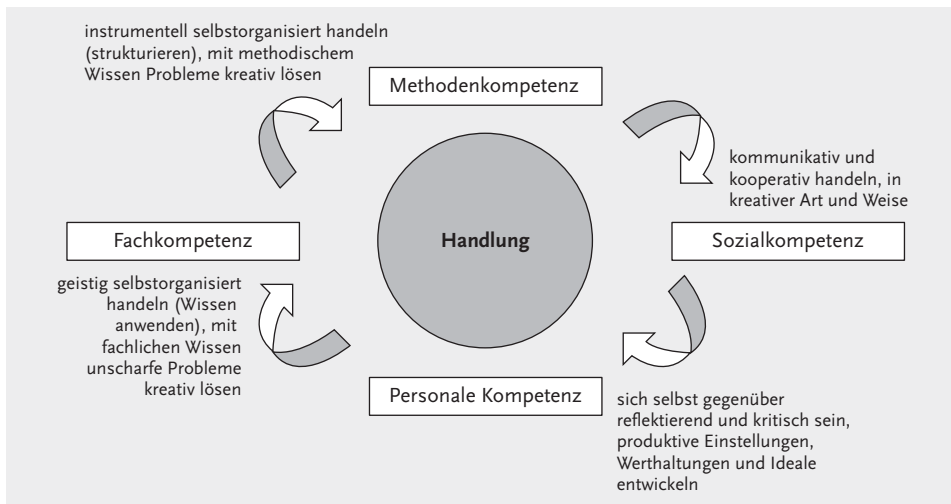 instrumentell selbstorganisiert handeln
(strukturieren), mit methodischem
Wissen Probleme kreativ lösen
Methodenkompetenz
kommunikativ und
kooperativ handeln, in
kreativer Art und Weise
Fachkompetenz
Handlung
Sozialkompetenz
geistig selbstorganisiert
handeln (Wissen
anwenden), mit
fachlichen Wissen
unscharfe Probleme
kreativ lösen
Personale Kompetenz
sich selbst gegenüber
reflektierend und kritisch sein,
produktive Einstellungen,
Werthaltungen und Ideale
entwickeln